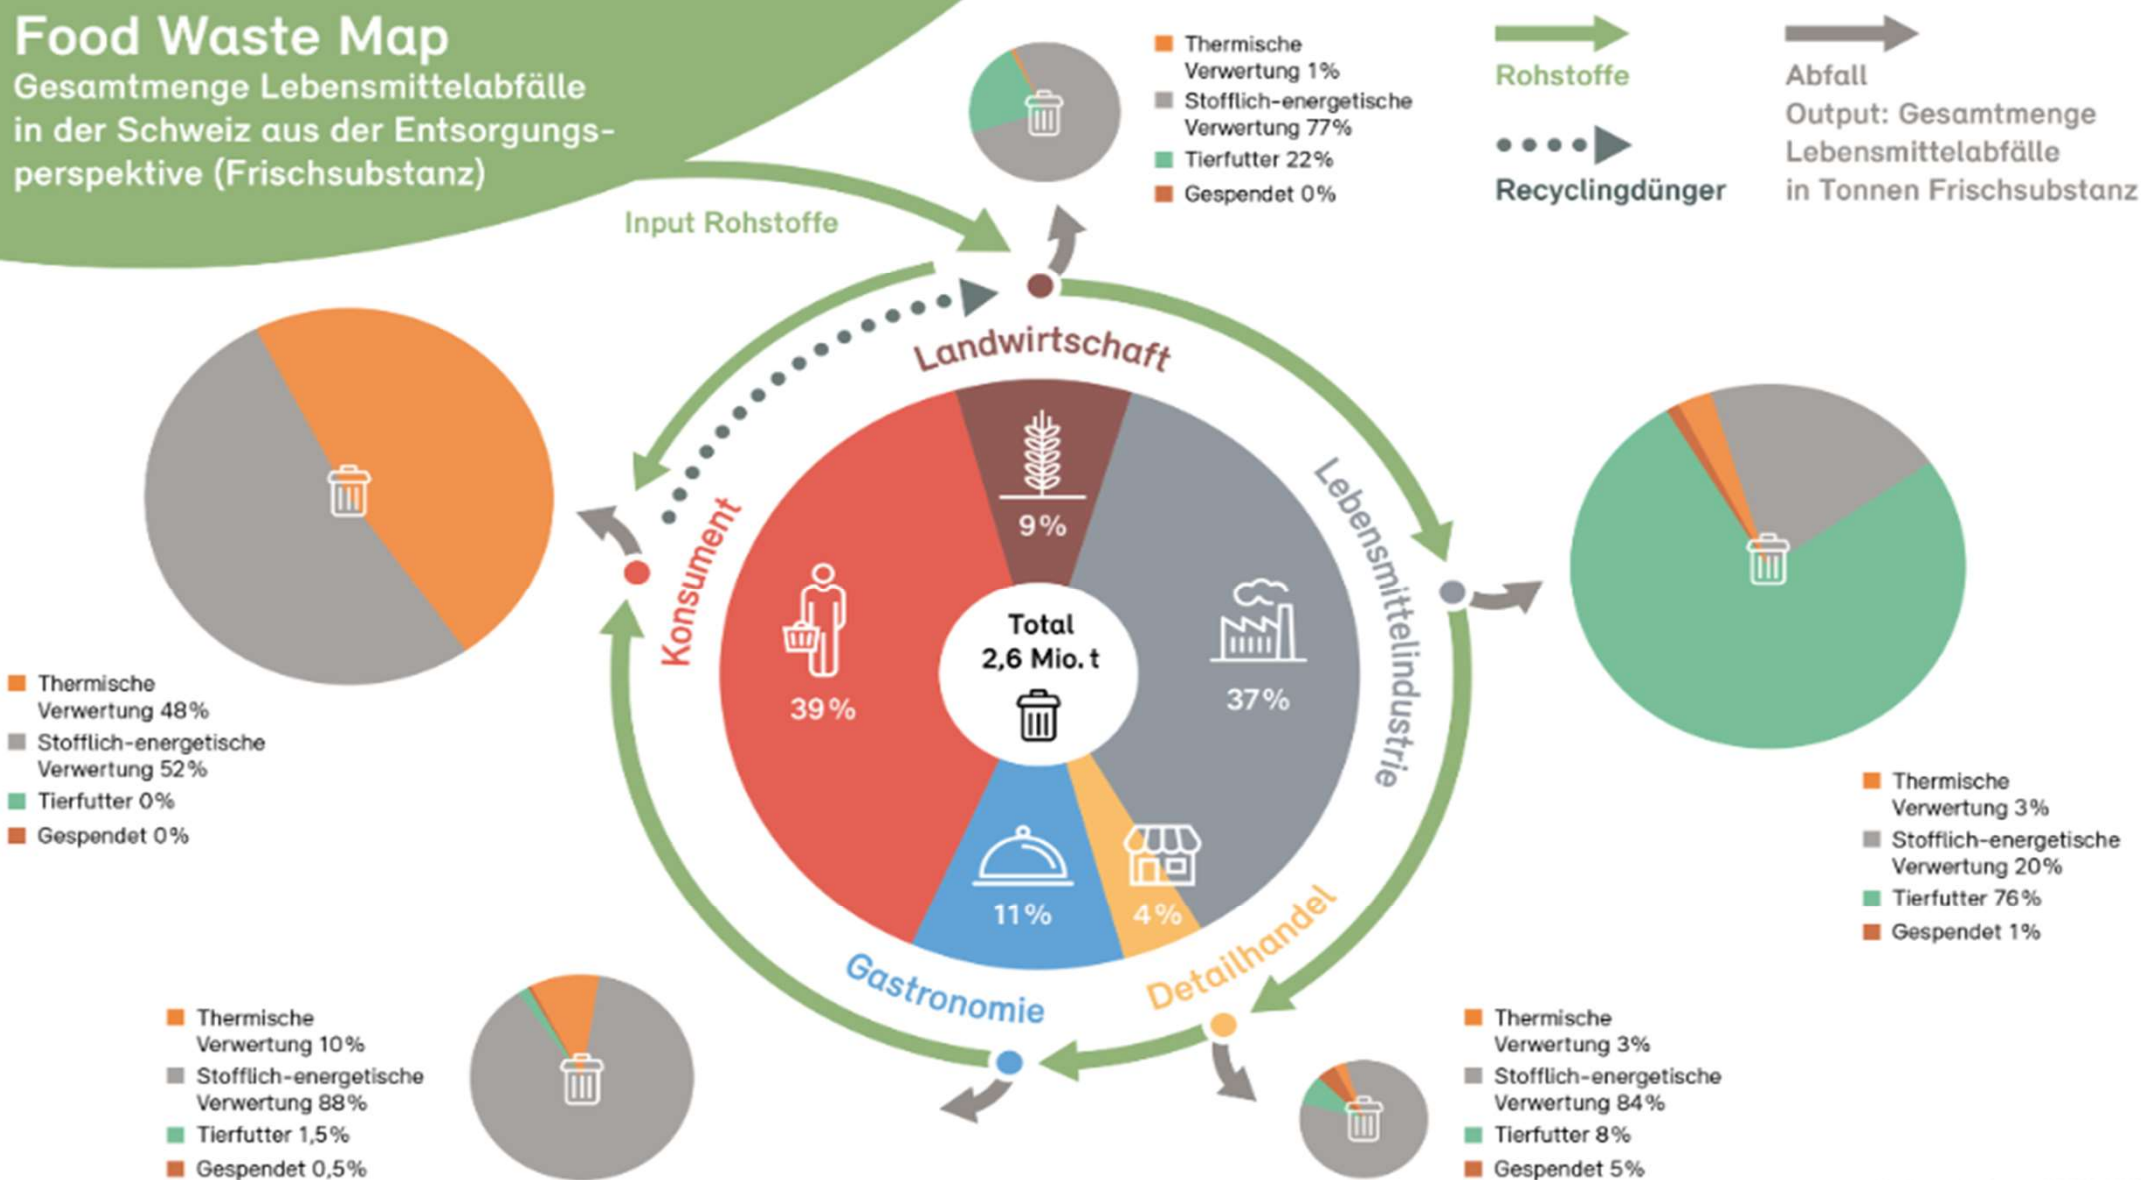 Food Waste Map
Gesamtmenge Lebensmittelabfälle
in der Schweiz aus der Entsorgungs-
perspektive (Frischsubstanz)
Input Rohstoffe
Thermische
Verwertung 1%
Stofflich-energetische
Verwertung 77%
Tierfutter 22%
Gespendet 0%
Rohstoffe
Recyclingdünger
Abfall
Output: Gesamtmenge
Lebensmittelabfälle
in Tonnen Frischsubstanz
Landwirtschaft
9%
Lebensmittelindustrie
37%
Konsument
39%
Total
2,6 Mio. t
Gastronomie
11%
Detailhandel
4%
Thermische
Verwertung 48%
Stofflich-energetische
Verwertung 52%
Tierfutter 0%
Gespendet 0%
Thermische
Verwertung 3%
Stofflich-energetische
Verwertung 20%
Tierfutter 76%
Gespendet 1%
Thermische
Verwertung 10%
Stofflich-energetische
Verwertung 88%
Tierfutter 1,5%
Gespendet 0,5%
Thermische
Verwertung 3%
Stofflich-energetische
Verwertung 84%
Tierfutter 8%
Gespendet 5%